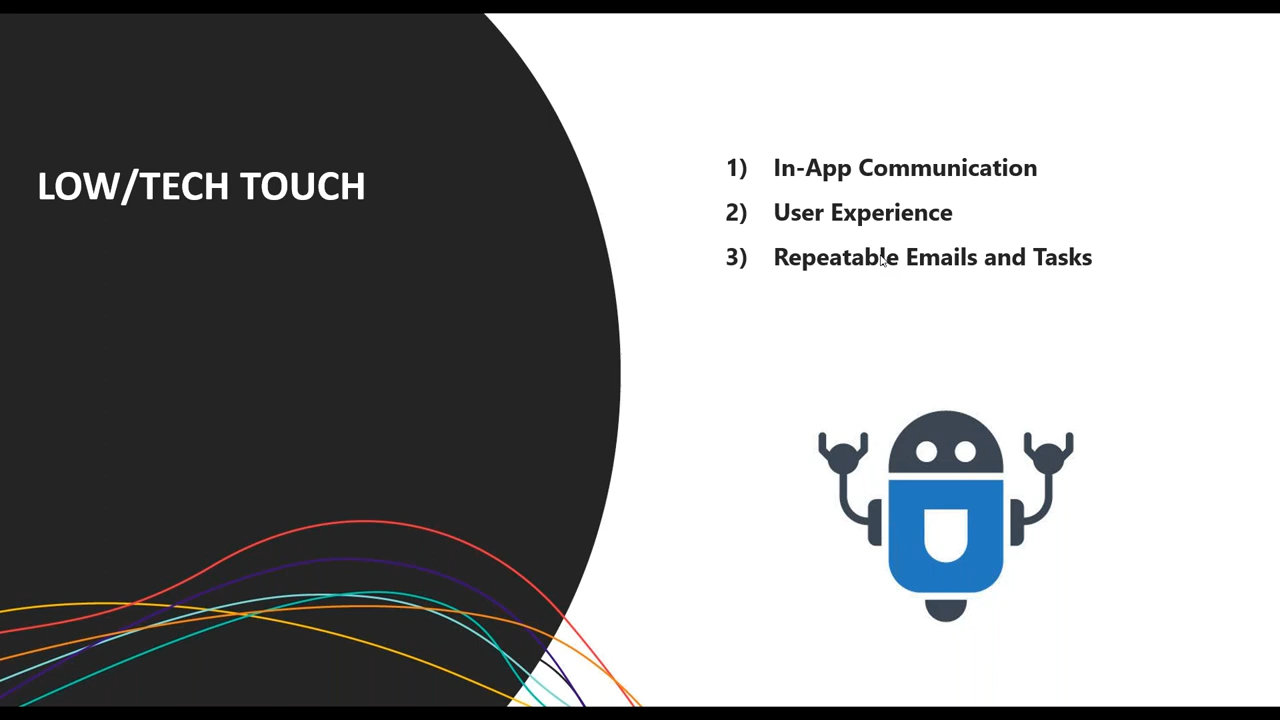 LOW/TECH TOUCH
1) In-App Communication
2) User Experience
3) Repeatable Emails and Tasks